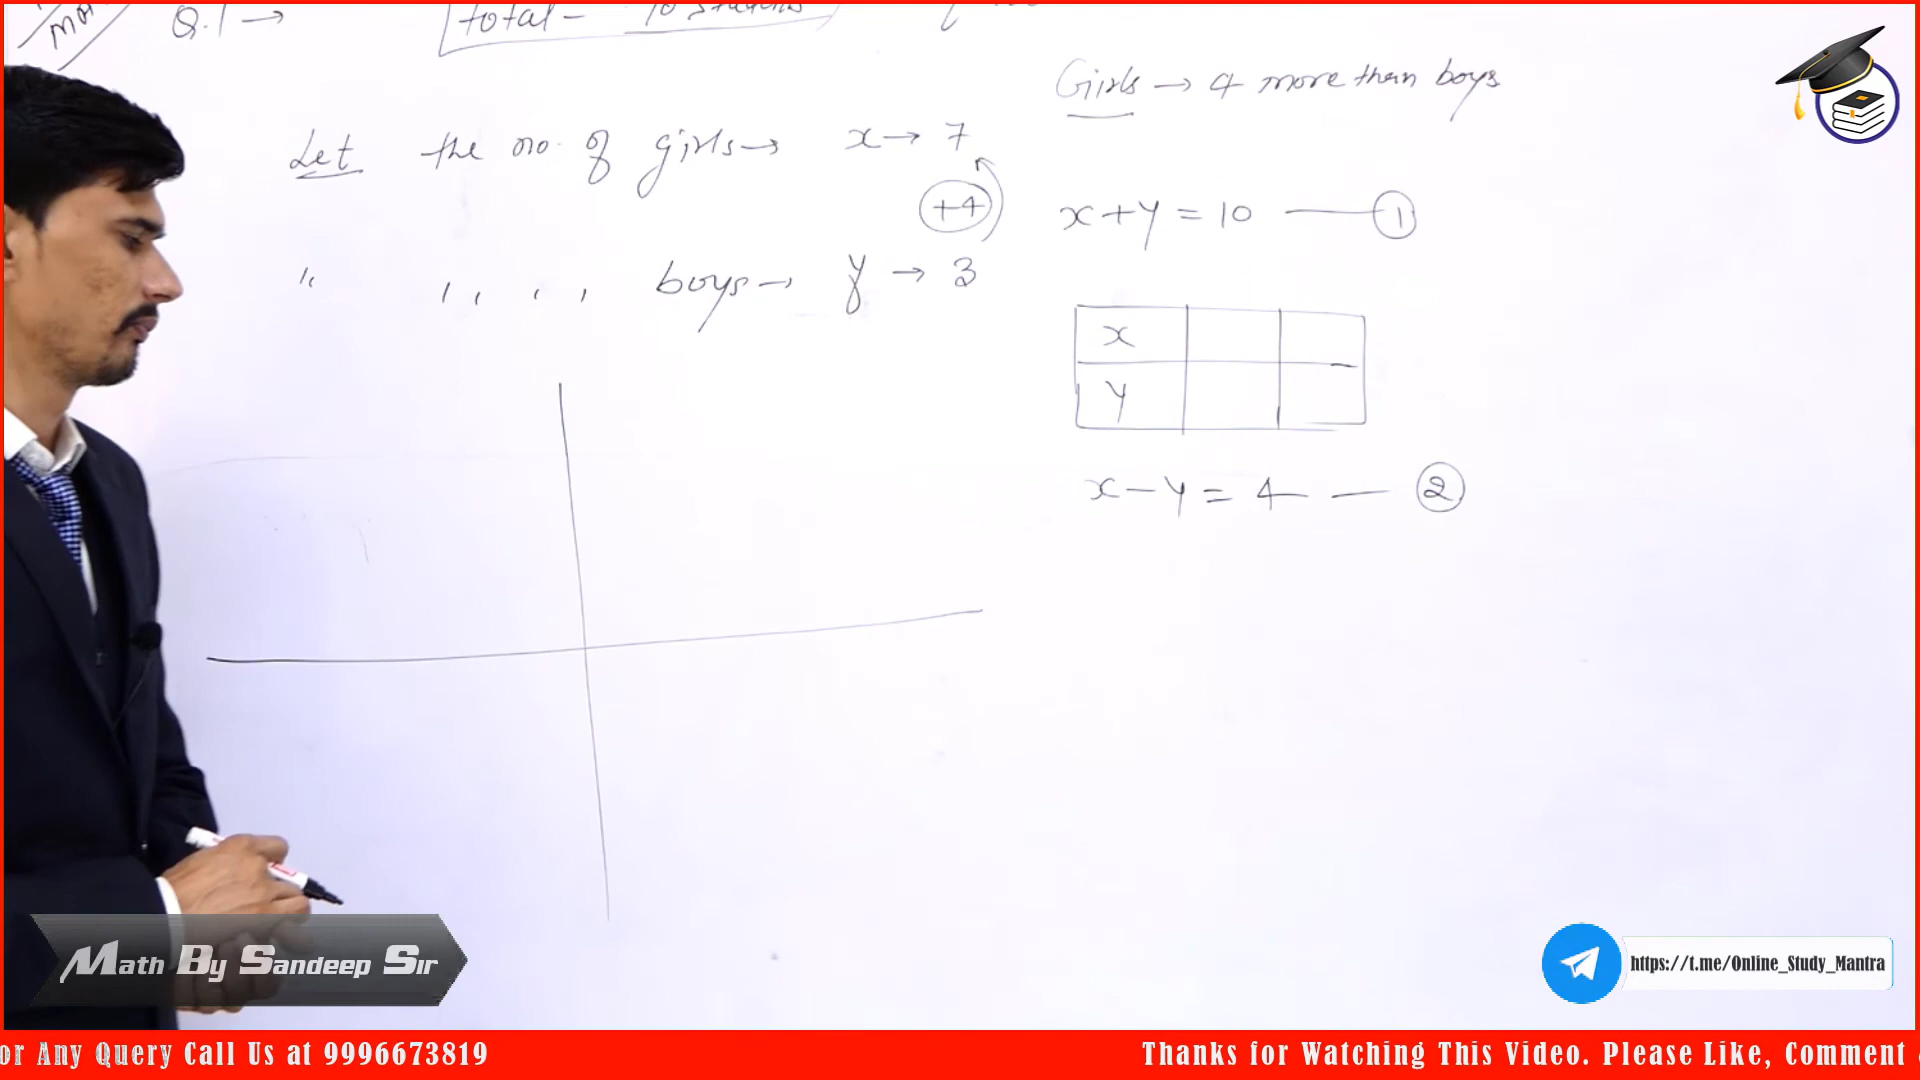 Q.1 →
total - 10 students
Girls → 4 more than boys
Let the no. of girls → x → 7
+4
x + y = 10 — 1
" " " " boys → y → 3
x
y
x - y = 4 — 2
Math By Sandeep Sir
https://t.me/Online_Study_Mantra
or Any Query Call Us at 9996673819
Thanks for Watching This Video. Please Like, Comment